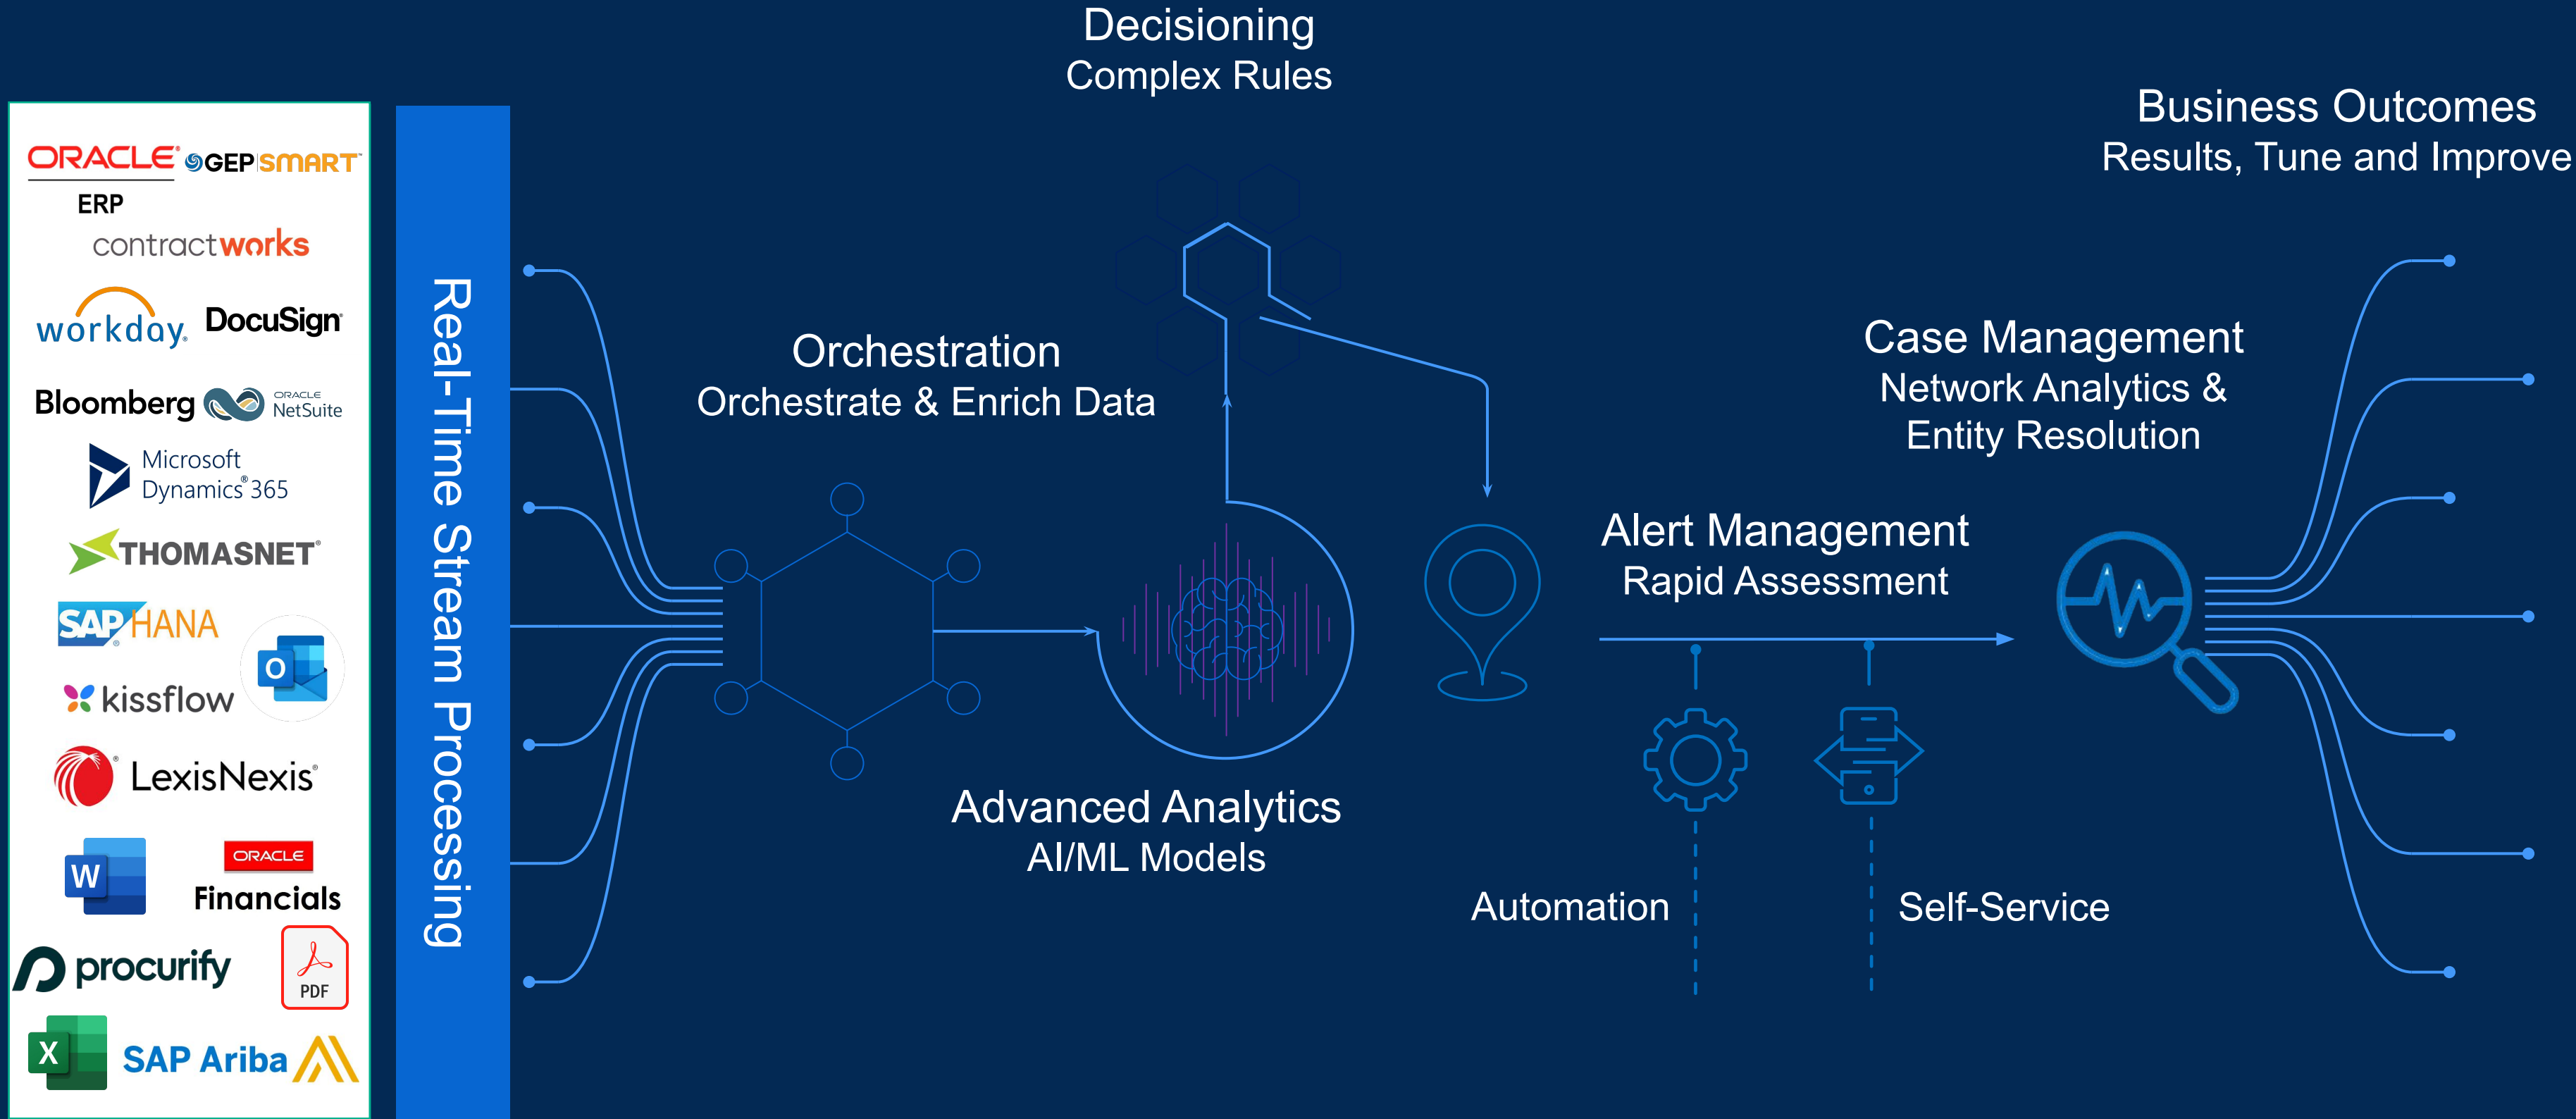 Decisioning
Complex Rules
Business Outcomes
Results, Tune and Improve
ORACLE®
ERP
GEP SMART™
contractworks
workday®
DocuSign®
Bloomberg
ORACLE
NetSuite
Microsoft
Dynamics® 365
THOMASNET®
SAP® HANA
O
kissflow
LexisNexis®
W
ORACLE
Financials
procurify
PDF
X
SAP Ariba
Real-Time Stream Processing
Orchestration
Orchestrate & Enrich Data
Advanced Analytics
AI/ML Models
Alert Management
Rapid Assessment
Automation
Self-Service
Case Management
Network Analytics &
Entity Resolution